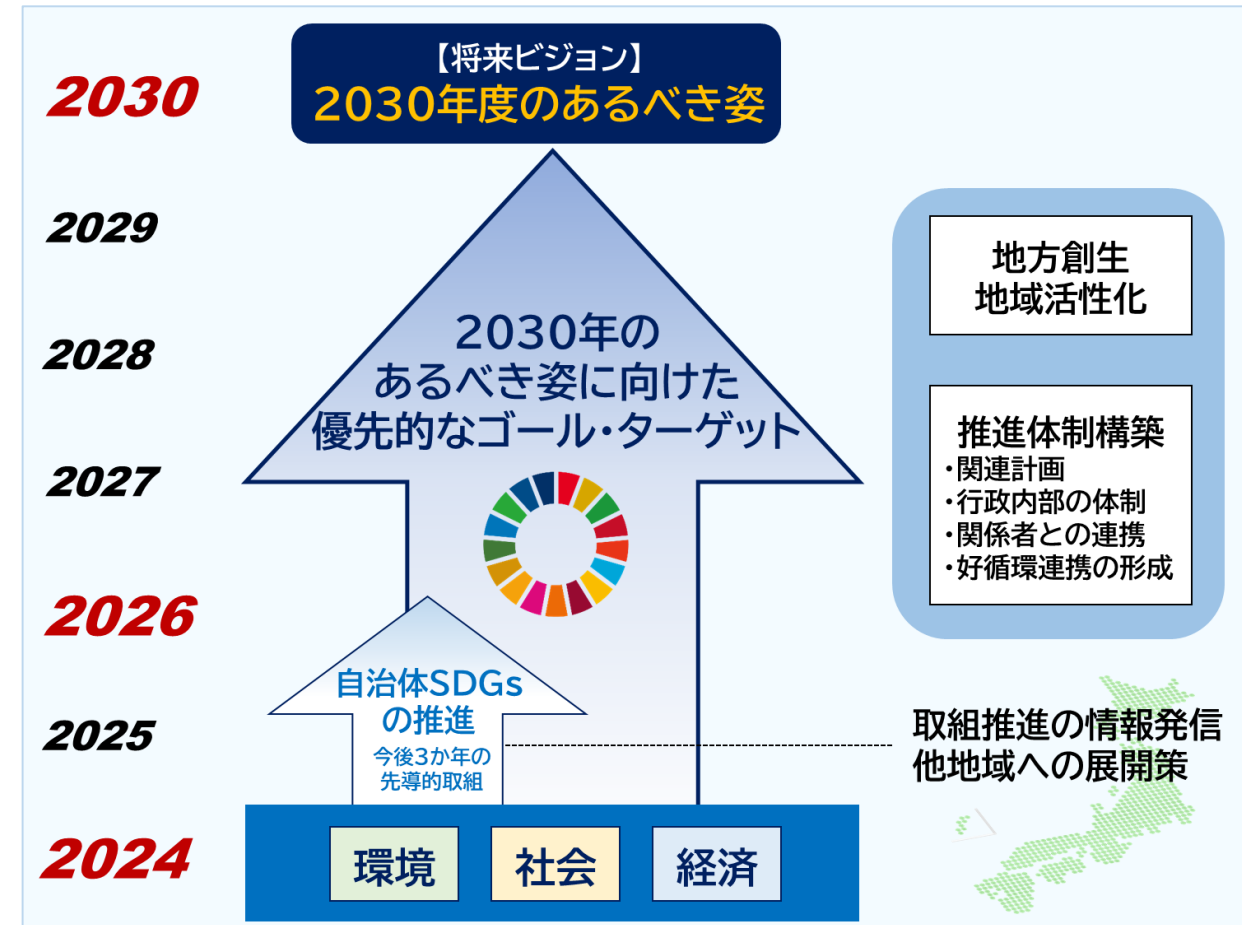 2030
【将来ビジョン】
2030年度のあるべき姿
2029
2028
2027
2026
2025
2024
2030年の
あるべき姿に向けた
優先的なゴール・ターゲット
自治体SDGs
の推進
今後3か年の
先導的取組
環境
社会
経済
地方創生
地域活性化
推進体制構築
・関連計画
・行政内部の体制
・関係者との連携
・好循環連携の形成
取組推進の情報発信
他地域への展開策